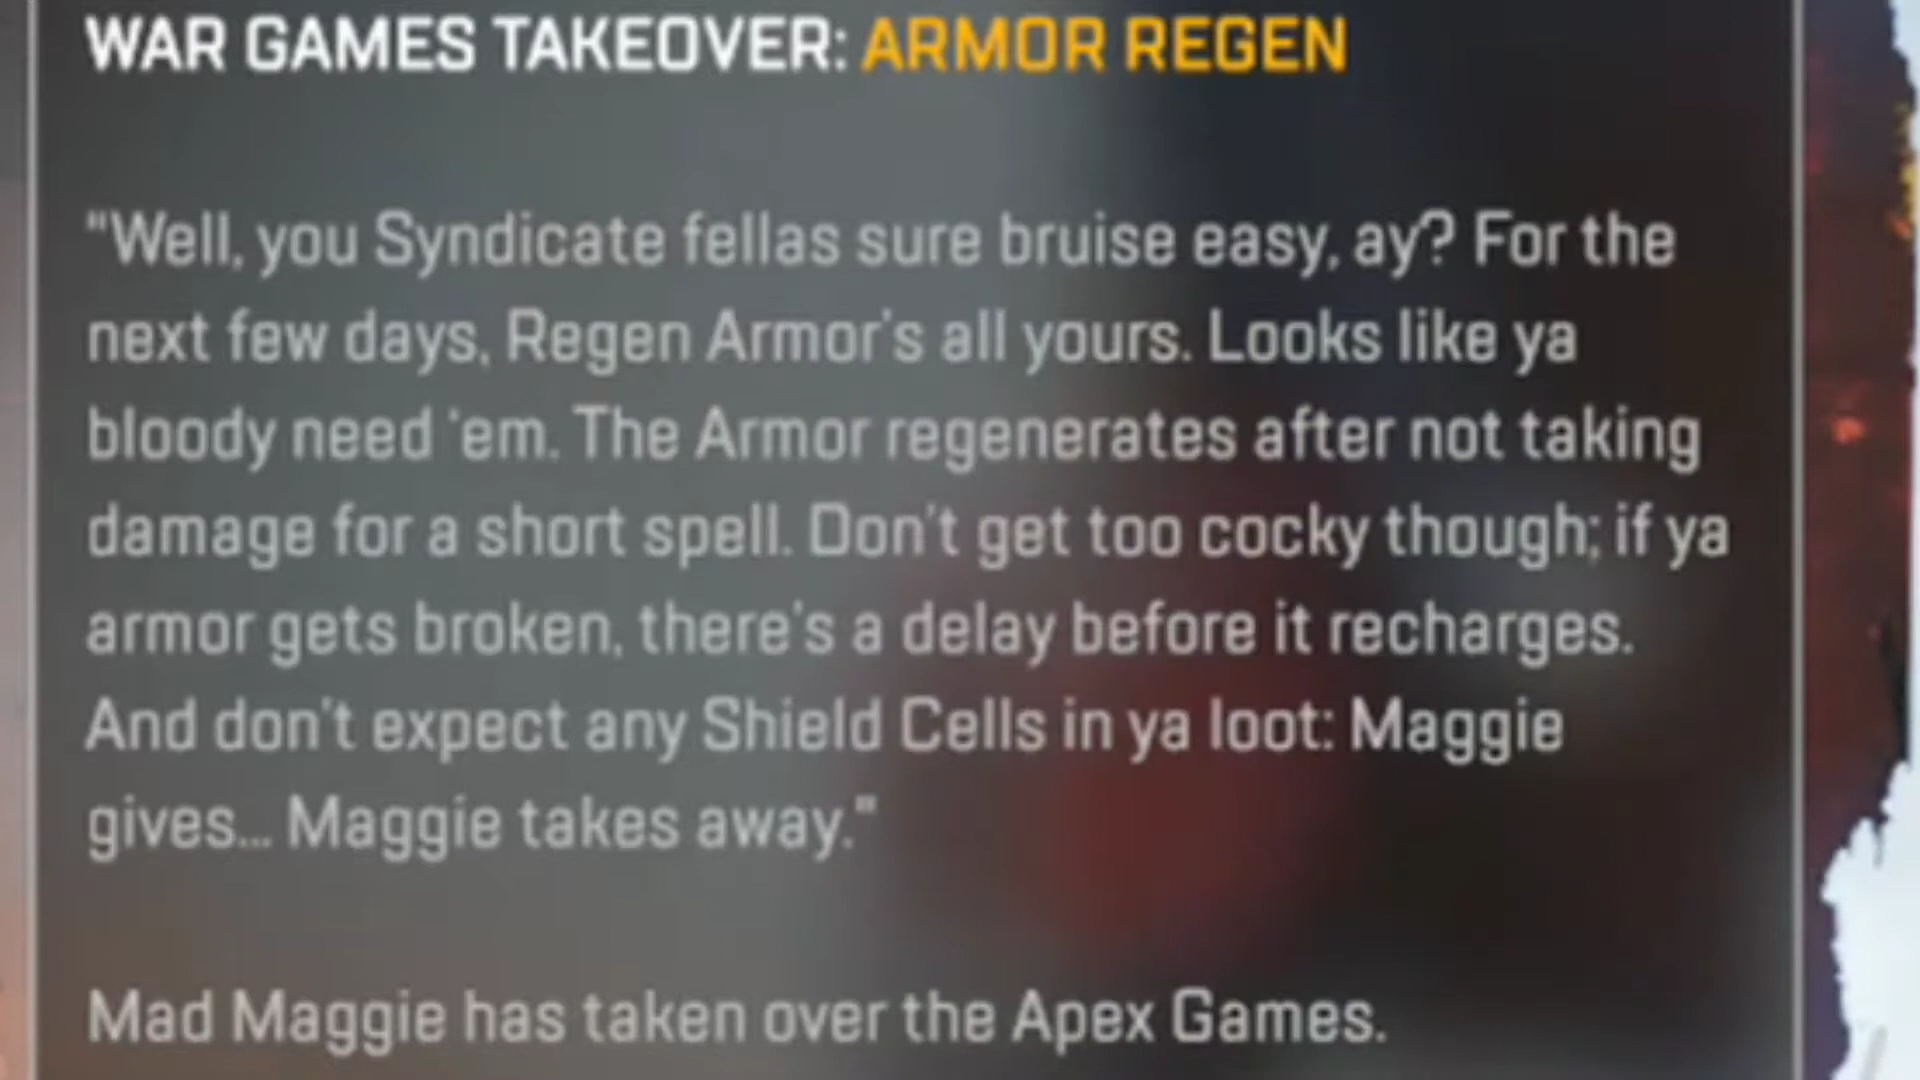 WAR GAMES TAKEOVER: ARMOR REGEN
"Well, you Syndicate fellas sure bruise easy, ay? For the
next few days, Regen Armor's all yours. Looks like ya
bloody need 'em. The Armor regenerates after not taking
damage for a short spell. Don't get too cocky though; if ya
armor gets broken, there's a delay before it recharges.
And don't expect any Shield Cells in ya loot: Maggie
gives... Maggie takes away."
Mad Maggie has taken over the Apex Games.